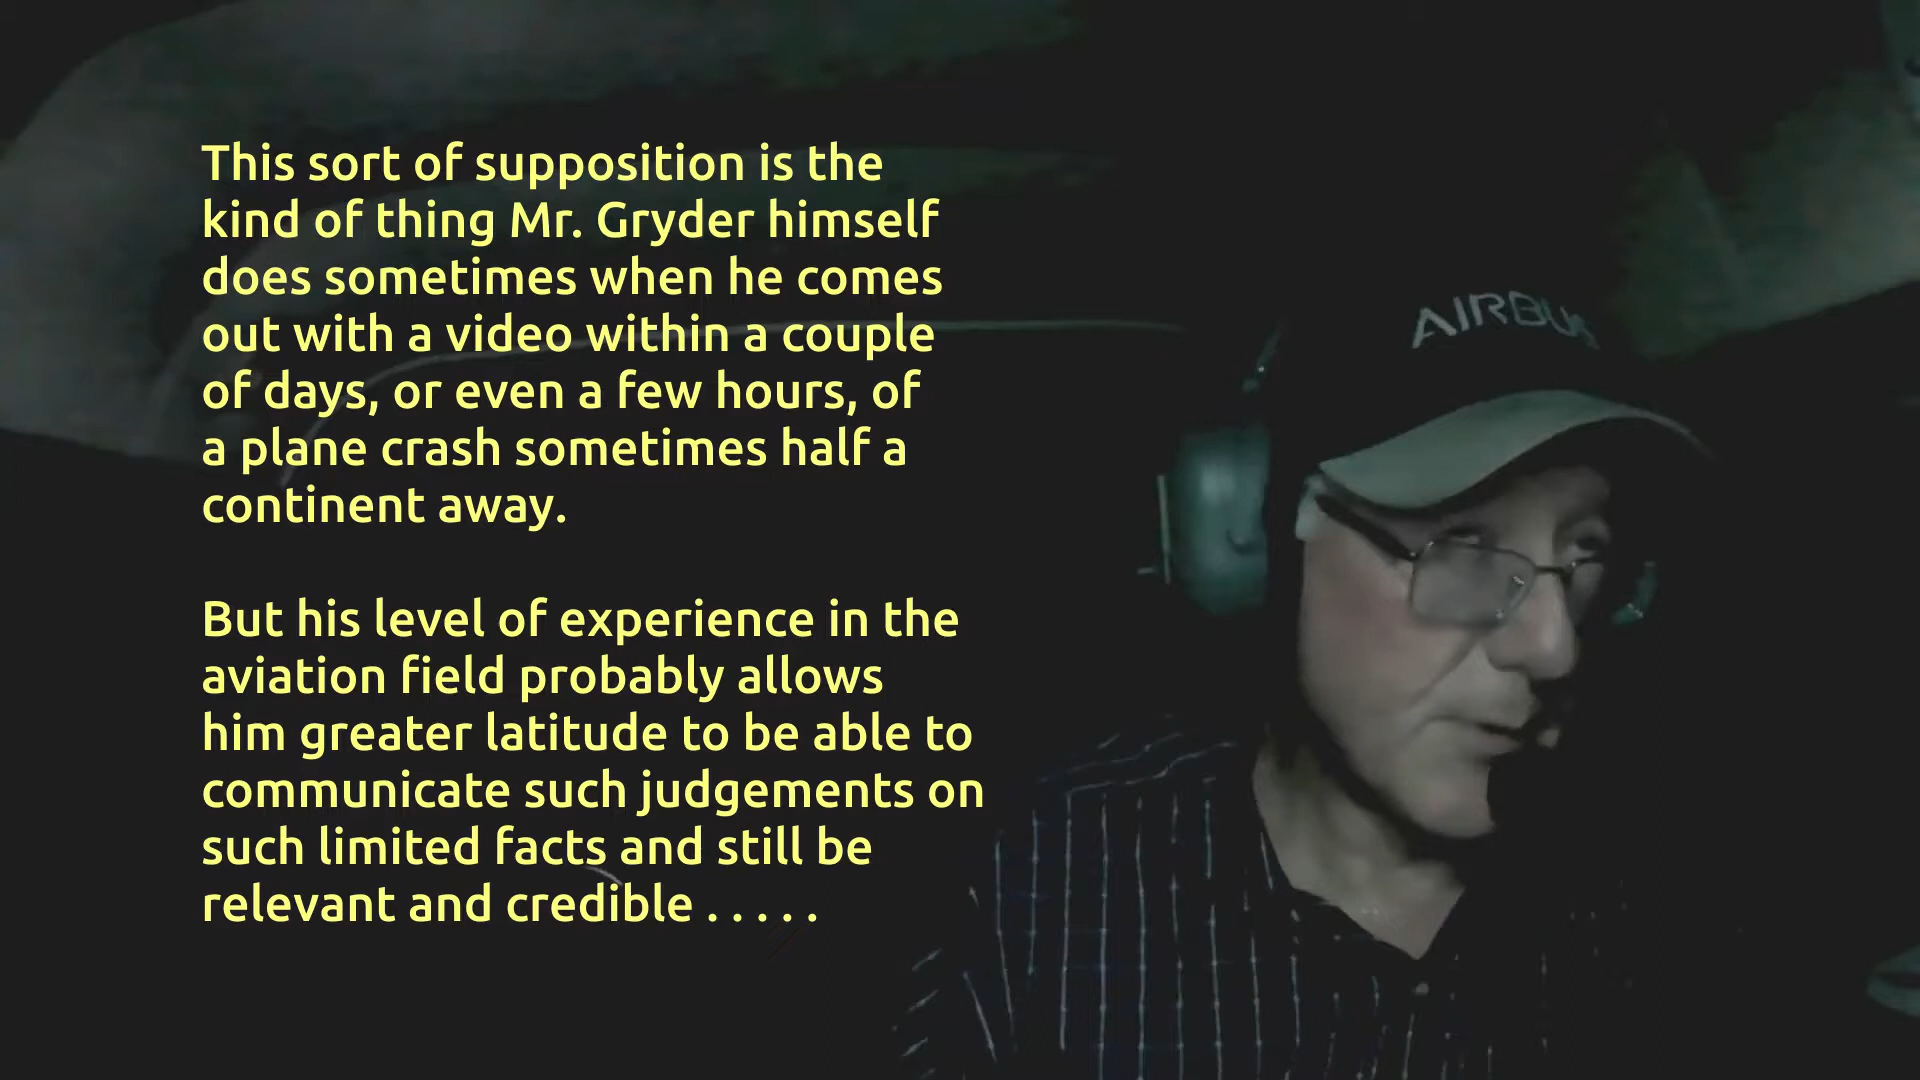 This sort of supposition is the
kind of thing Mr. Gryder himself
does sometimes when he comes
out with a video within a couple
of days, or even a few hours, of
a plane crash sometimes half a
continent away.
But his level of experience in the
aviation field probably allows
him greater latitude to be able to
communicate such judgements on
such limited facts and still be
relevant and credible . . . . .
AIRBUS